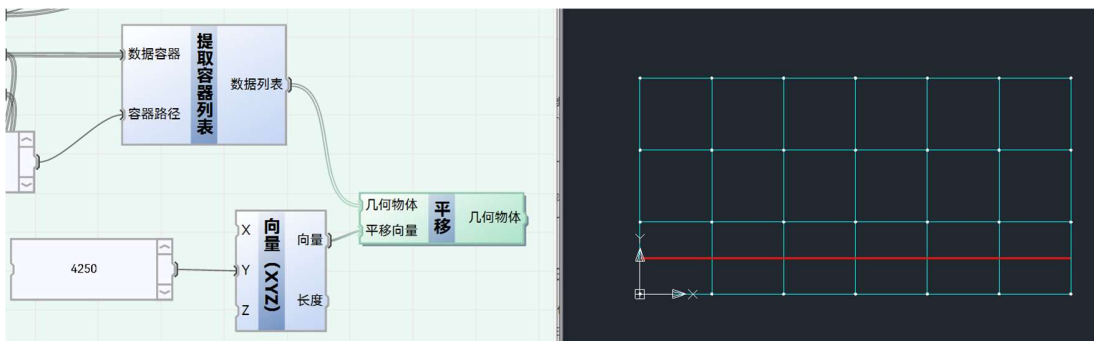 数据容器
容器路径
提取容器列表
数据列表
几何物体
平移向量
平移
几何物体
4250
X
Y
Z
向量（XYZ）
向量
长度
Y
X